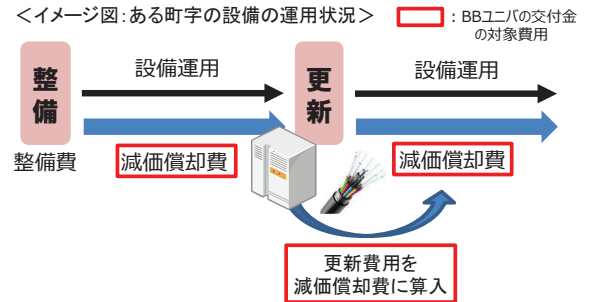 ＜イメージ図：ある町字の設備の運用状況＞
：BBユニバの交付金
の対象費用
整備
設備運用
更新
設備運用
整備費
減価償却費
減価償却費
更新費用を
減価償却費に算入